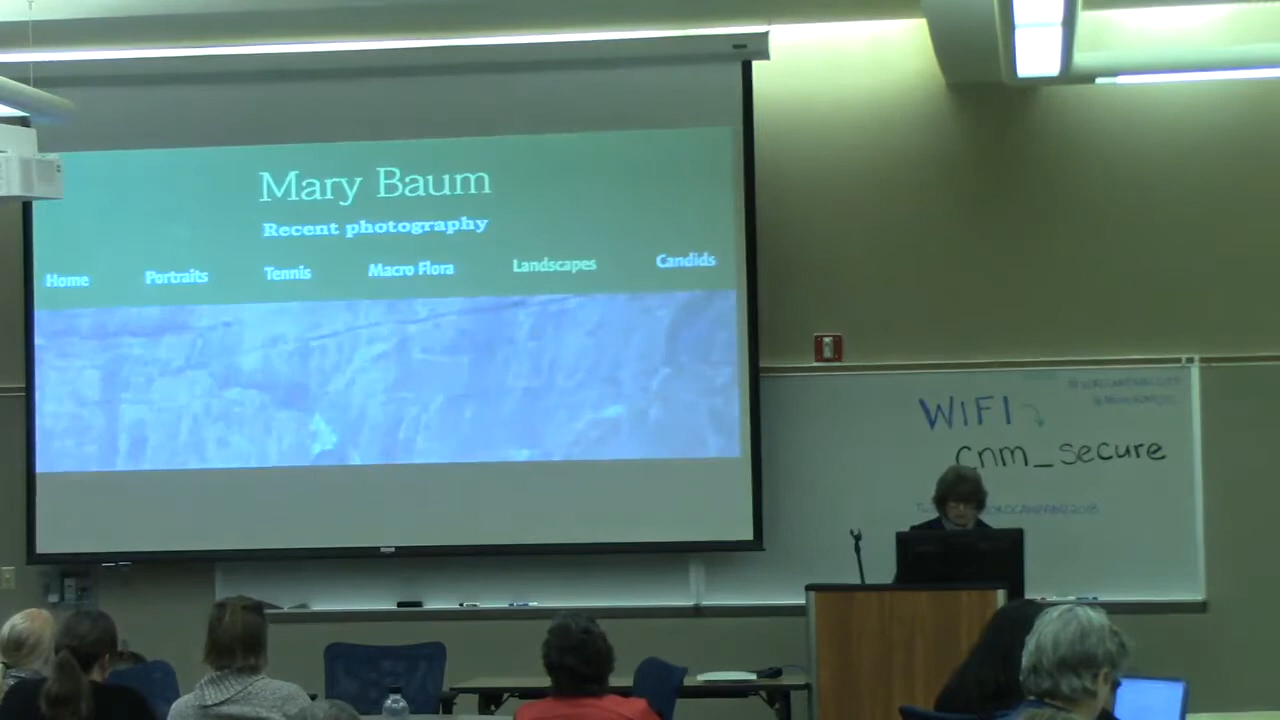 Mary Baum
Recent photography
Home Portraits Tennis Macro Flora Landscapes Candids
WIFI
cnm_secure